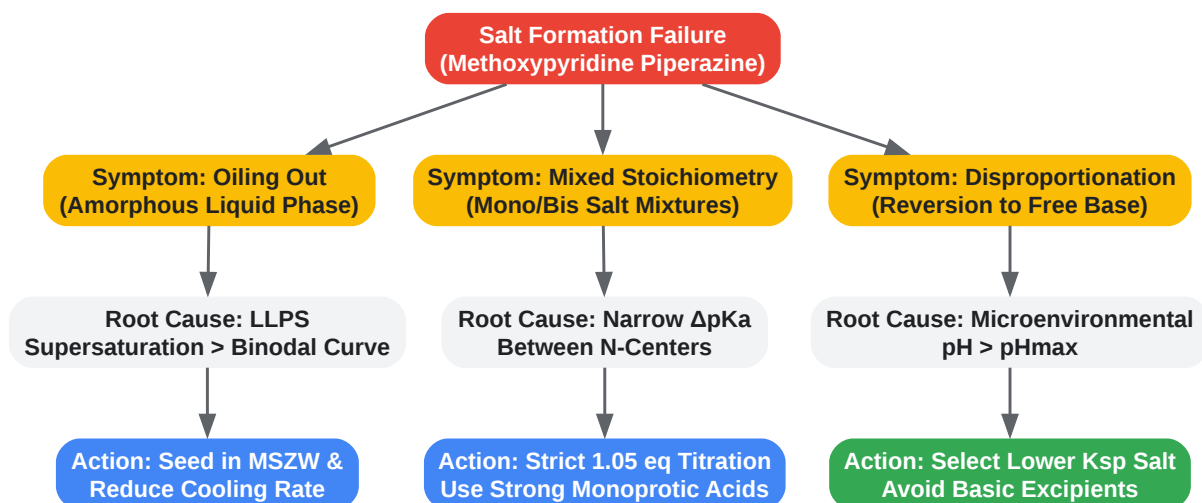 Salt Formation Failure
(Methoxypyridine Piperazine)
Symptom: Oiling Out
(Amorphous Liquid Phase)
Symptom: Mixed Stoichiometry
(Mono/Bis Salt Mixtures)
Symptom: Disproportionation
(Reversion to Free Base)
Root Cause: LLPS
Supersaturation > Binodal Curve
Root Cause: Narrow ΔpKa
Between N-Centers
Root Cause: Microenvironmental
pH > pHmax
Action: Seed in MSZW &
Reduce Cooling Rate
Action: Strict 1.05 eq Titration
Use Strong Monoprotic Acids
Action: Select Lower Ksp Salt
Avoid Basic Excipients